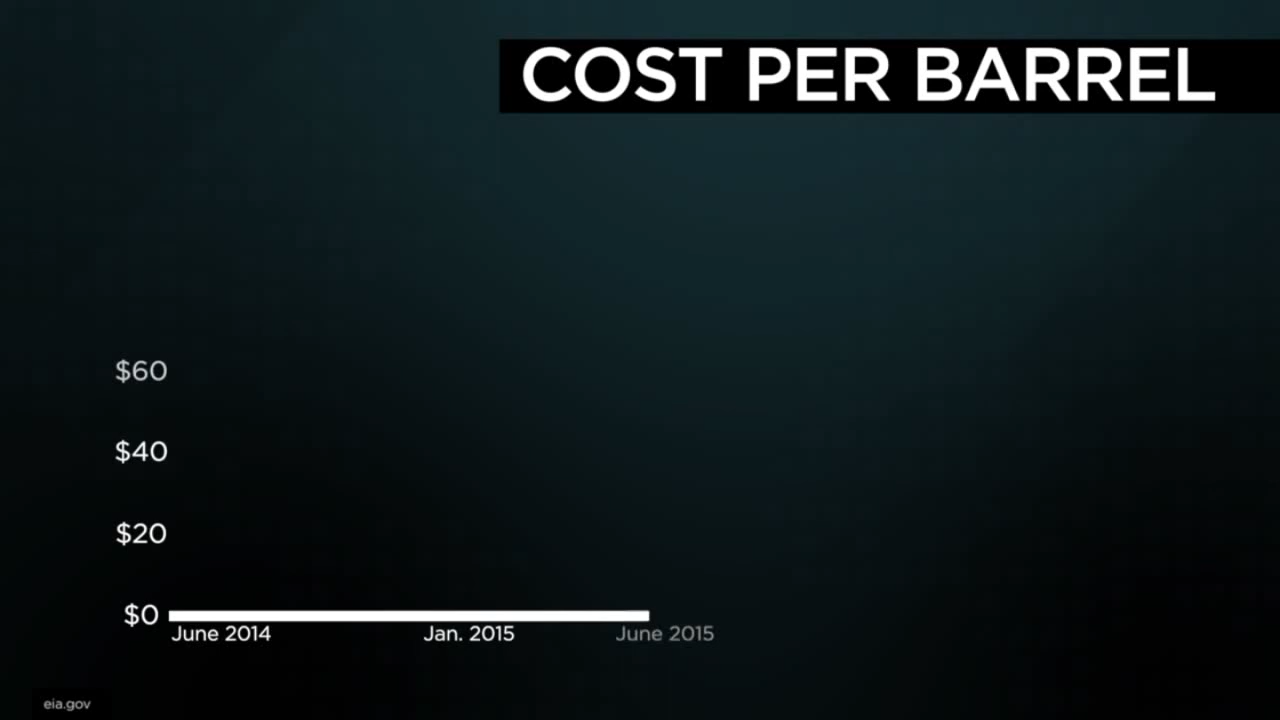 COST PER BARREL
$60
$40
$20
$0
June 2014 Jan. 2015 June 2015
eia.gov